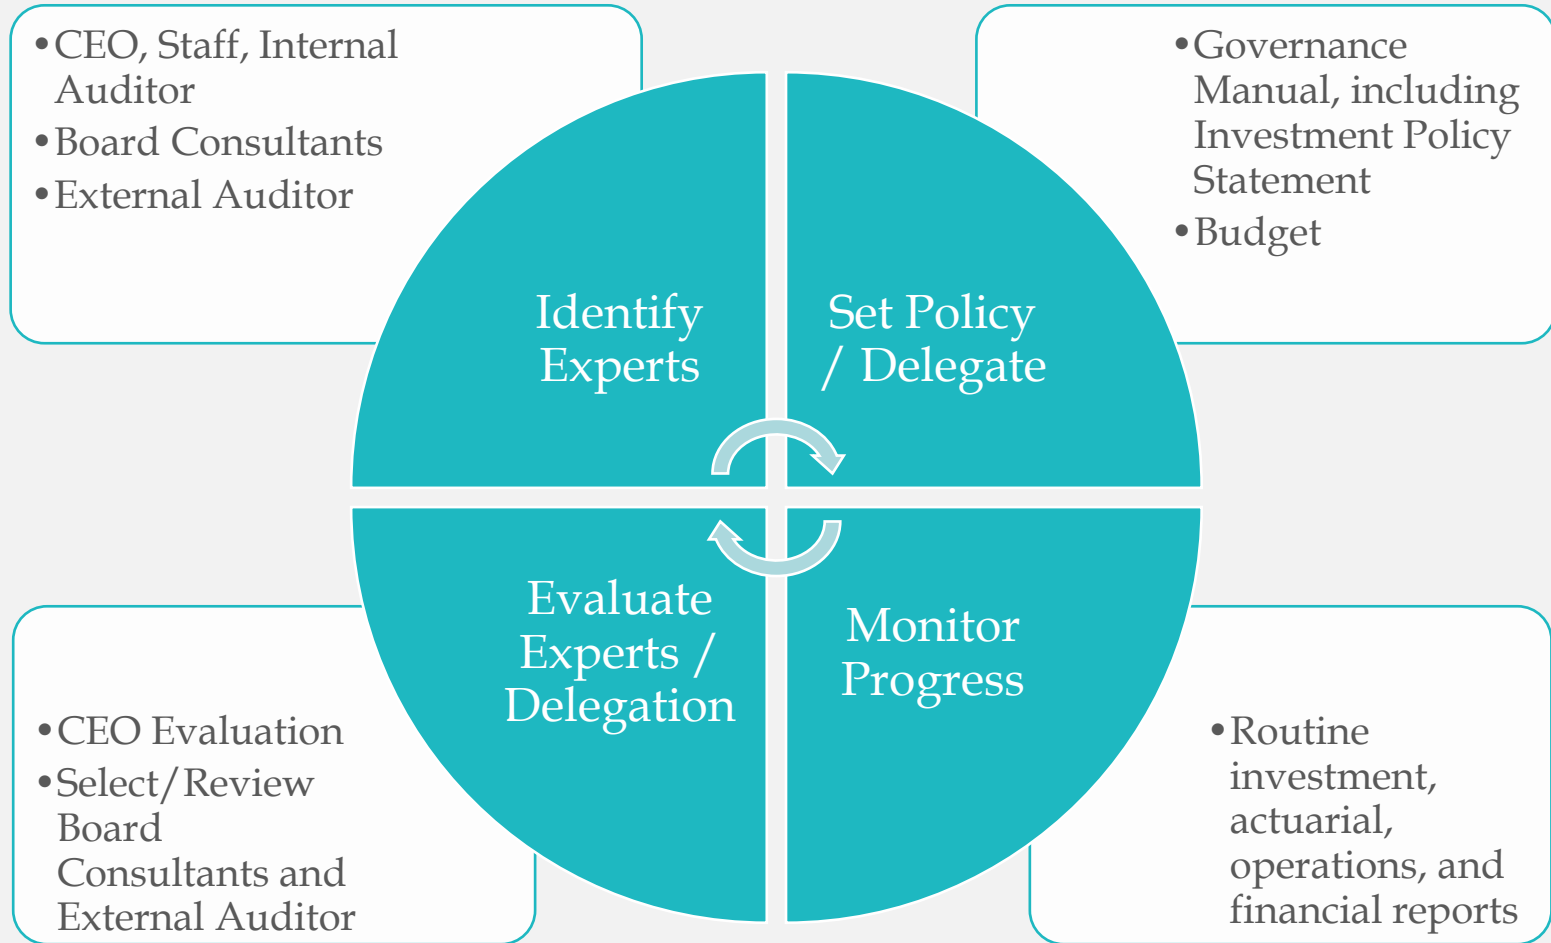 •CEO, Staff, Internal
Auditor
•Board Consultants
•External Auditor
•Governance
Manual, including
Investment Policy
Statement
•Budget
Identify
Experts
Set Policy
/ Delegate
Evaluate
Experts /
Delegation
Monitor
Progress
•CEO Evaluation
•Select/Review
Board
Consultants and
External Auditor
•Routine
investment,
actuarial,
operations, and
financial reports